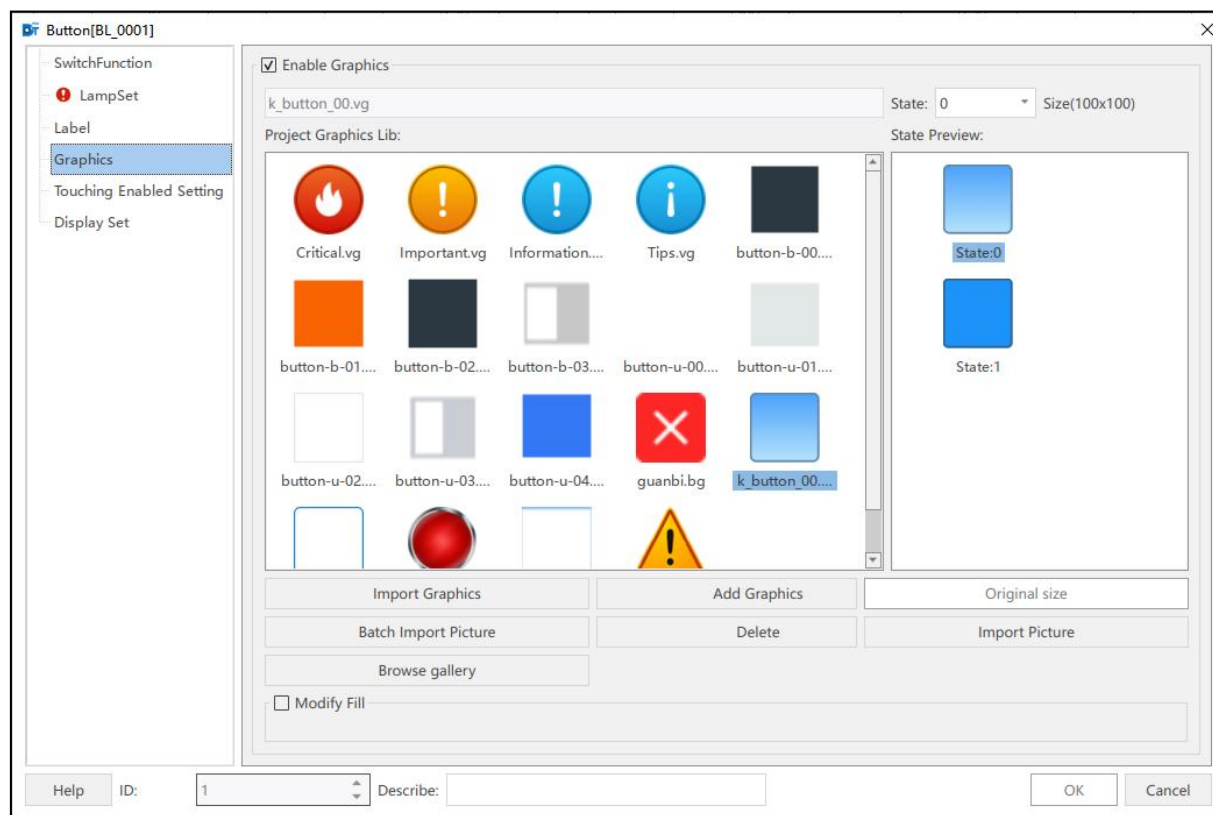 Button[BL_0001]
SwitchFunction
LampSet
Label
Graphics
Touching Enabled Setting
Display Set
Enable Graphics
k_button_00.vg
State: 0 Size(100x100)
Project Graphics Lib:
State Preview:
Critical.vg Important.vg Information.... Tips.vg button-b-00....
button-b-01.... button-b-02.... button-b-03.... button-u-00.... button-u-01....
button-u-02.... button-u-03.... button-u-04.... guanbi.bg k_button_00....
State:0
State:1
Import Graphics Add Graphics Original size
Batch Import Picture Delete Import Picture
Browse gallery
Modify Fill
Help ID: 1 Describe: OK Cancel